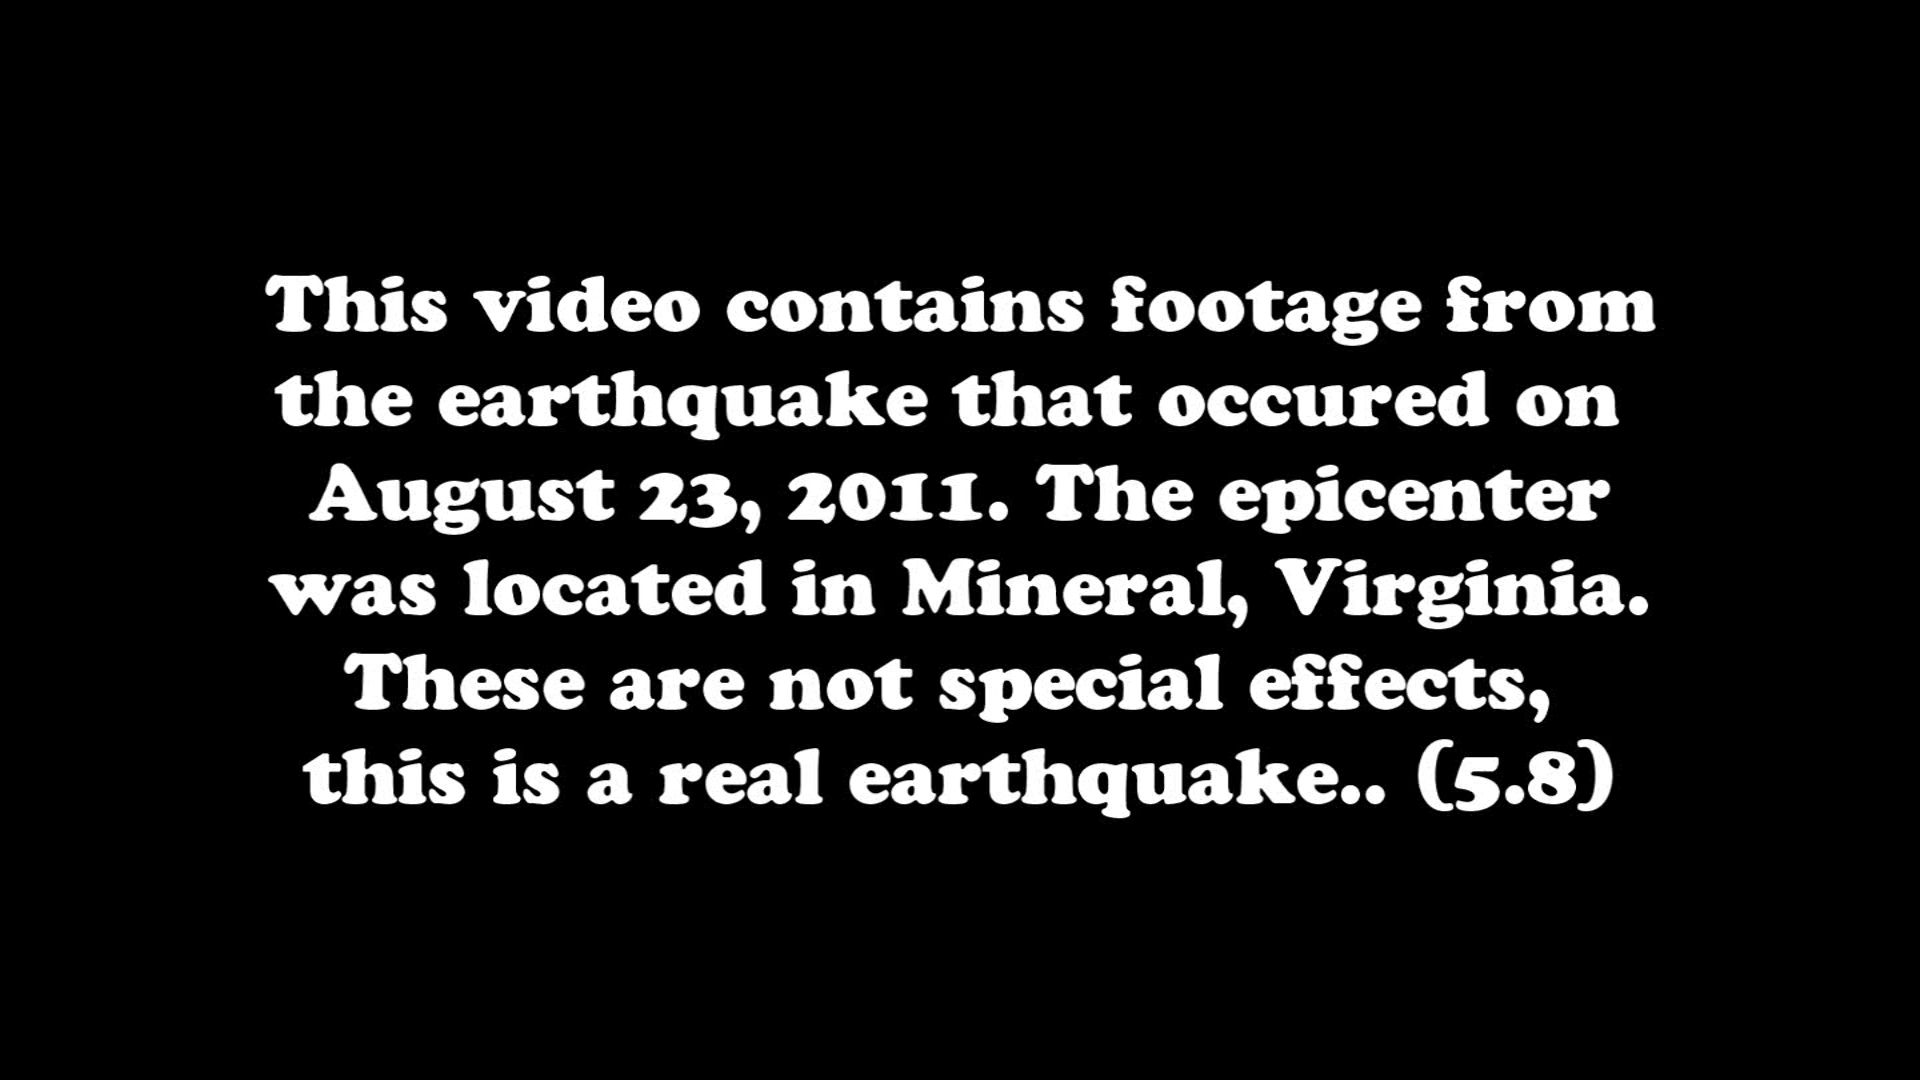 This video contains footage from
the earthquake that occured on
August 23, 2011. The epicenter
was located in Mineral, Virginia.
These are not special effects,
this is a real earthquake.. (5.8)